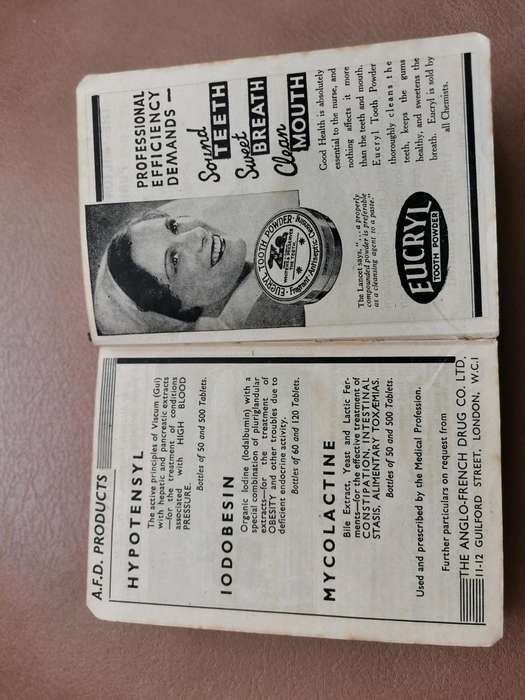 A.F.D. PRODUCTS
HYPOTENSYL
The active principles of Viscum (Gui)
with hepatic and pancreatic extracts
—for the treatment of conditions
associated with HIGH BLOOD
PRESSURE.
Bottles of 50 and 500 Tablets.
IODOBESIN
Organic Iodine (Iodalbumin) with a
special combination of pluriglandular
extracts—for the treatment of
OBESITY and other troubles due to
deficient endocrine activity.
Bottles of 60 and 120 Tablets.
MYCOLACTINE
Bile Extract, Yeast and Lactic Fer-
ments—for the effective treatment of
CONSTIPATION, INTESTINAL
STASIS, ALIMENTARY TOXÆMIAS.
Bottles of 50 and 500 Tablets.
Used and prescribed by the Medical Profession.
Further particulars on request from
THE ANGLO-FRENCH DRUG CO. LTD.
11-12 GUILFORD STREET, LONDON, W.C.1
PROFESSIONAL
EFFICIENCY
DEMANDS —
Sound
TEETH
Sweet
BREATH
Clean
MOUTH
EUCRYL TOOTH POWDER
Fragrant Antiseptic
The Lancet says, "... a properly
compounded powder is preferable
as a cleansing agent to a paste."
EUCRYL
TOOTH POWDER
Good Health is absolutely
essential to the nurse, and
nothing affects it more
than the teeth and mouth.
Eucryl Tooth Powder
thoroughly cleans the
teeth, keeps the gums
healthy, and sweetens the
breath. Eucryl is sold by
all Chemists.